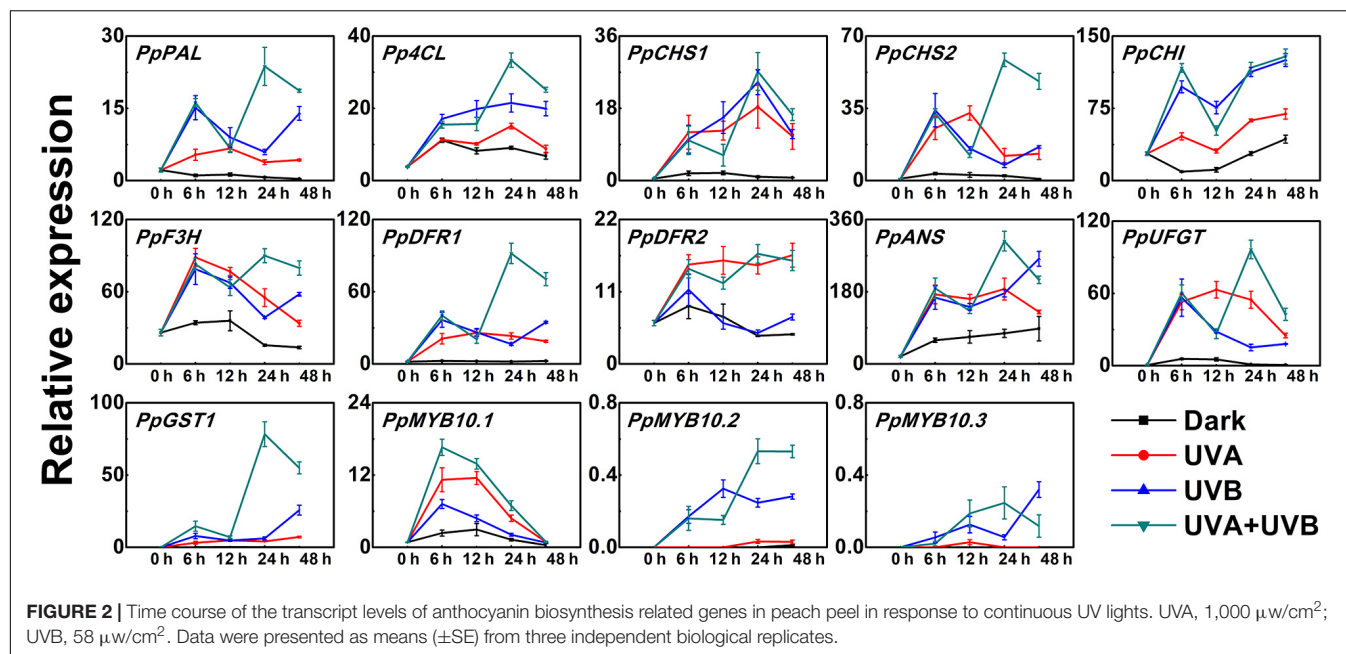 Relative expression
PpPAL
30
15
0
0 h 6 h 12 h 24 h 48 h
Pp4CL
40
20
0
0 h 6 h 12 h 24 h 48 h
PpCHS1
36
18
0
0 h 6 h 12 h 24 h 48 h
PpCHS2
70
35
0
0 h 6 h 12 h 24 h 48 h
PpCHI
150
75
0
0 h 6 h 12 h 24 h 48 h
PpF3H
120
60
0
0 h 6 h 12 h 24 h 48 h
PpDFR1
120
60
0
0 h 6 h 12 h 24 h 48 h
PpDFR2
22
11
0
0 h 6 h 12 h 24 h 48 h
PpANS
360
180
0
0 h 6 h 12 h 24 h 48 h
PpUFGT
120
60
0
0 h 6 h 12 h 24 h 48 h
PpGST1
100
50
0
0 h 6 h 12 h 24 h 48 h
PpMYB10.1
24
12
0
0 h 6 h 12 h 24 h 48 h
PpMYB10.2
0.8
0.4
0.0
0 h 6 h 12 h 24 h 48 h
PpMYB10.3
0.8
0.4
0.0
0 h 6 h 12 h 24 h 48 h
Dark
UVA
UVB
UVA+UVB
FIGURE 2 | Time course of the transcript levels of anthocyanin biosynthesis related genes in peach peel in response to continuous UV lights. UVA, 1,000 μw/cm²;
UVB, 58 μw/cm². Data were presented as means (±SE) from three independent biological replicates.